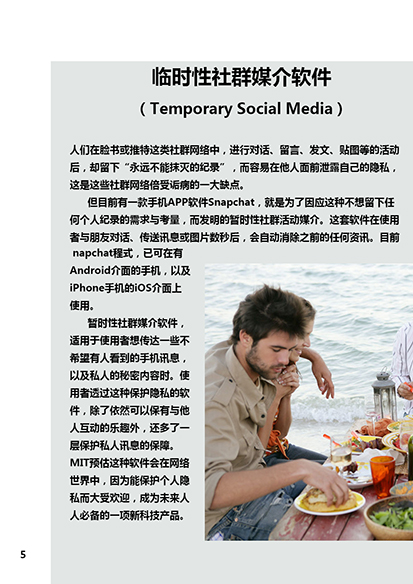 临时性社群媒介软件
（Temporary Social Media）
人们在脸书或推特这类社群网络中，进行对话、留言、发文、贴图等的活动
后，却留下“永远不能抹灭的纪录”，而容易在他人面前泄露自己的隐私，
这是这些社群网络倍受诟病的一大缺点。
但目前有一款手机APP软件Snapchat，就是为了因应这种不想留下任
何个人纪录的需求与考量，而发明的暂时性社群活动媒介。这套软件在使用
者与朋友对话、传送讯息或图片数秒后，会自动消除之前的任何资讯。目前
napchat程式，已可在有
Android介面的手机，以及
iPhone手机的iOS介面上
使用。
暂时性社群媒介软件，
适用于使用者想传达一些不
希望有人看到的手机讯息，
以及私人的秘密内容时。使
用者透过这种保护隐私的软
件，除了依然可以保有与他
人互动的乐趣外，还多了一
层保护私人讯息的保障。
MIT预估这种软件会在网络
世界中，因为能保护个人隐
私而大受欢迎，成为未来人
人必备的一项新科技产品。
5